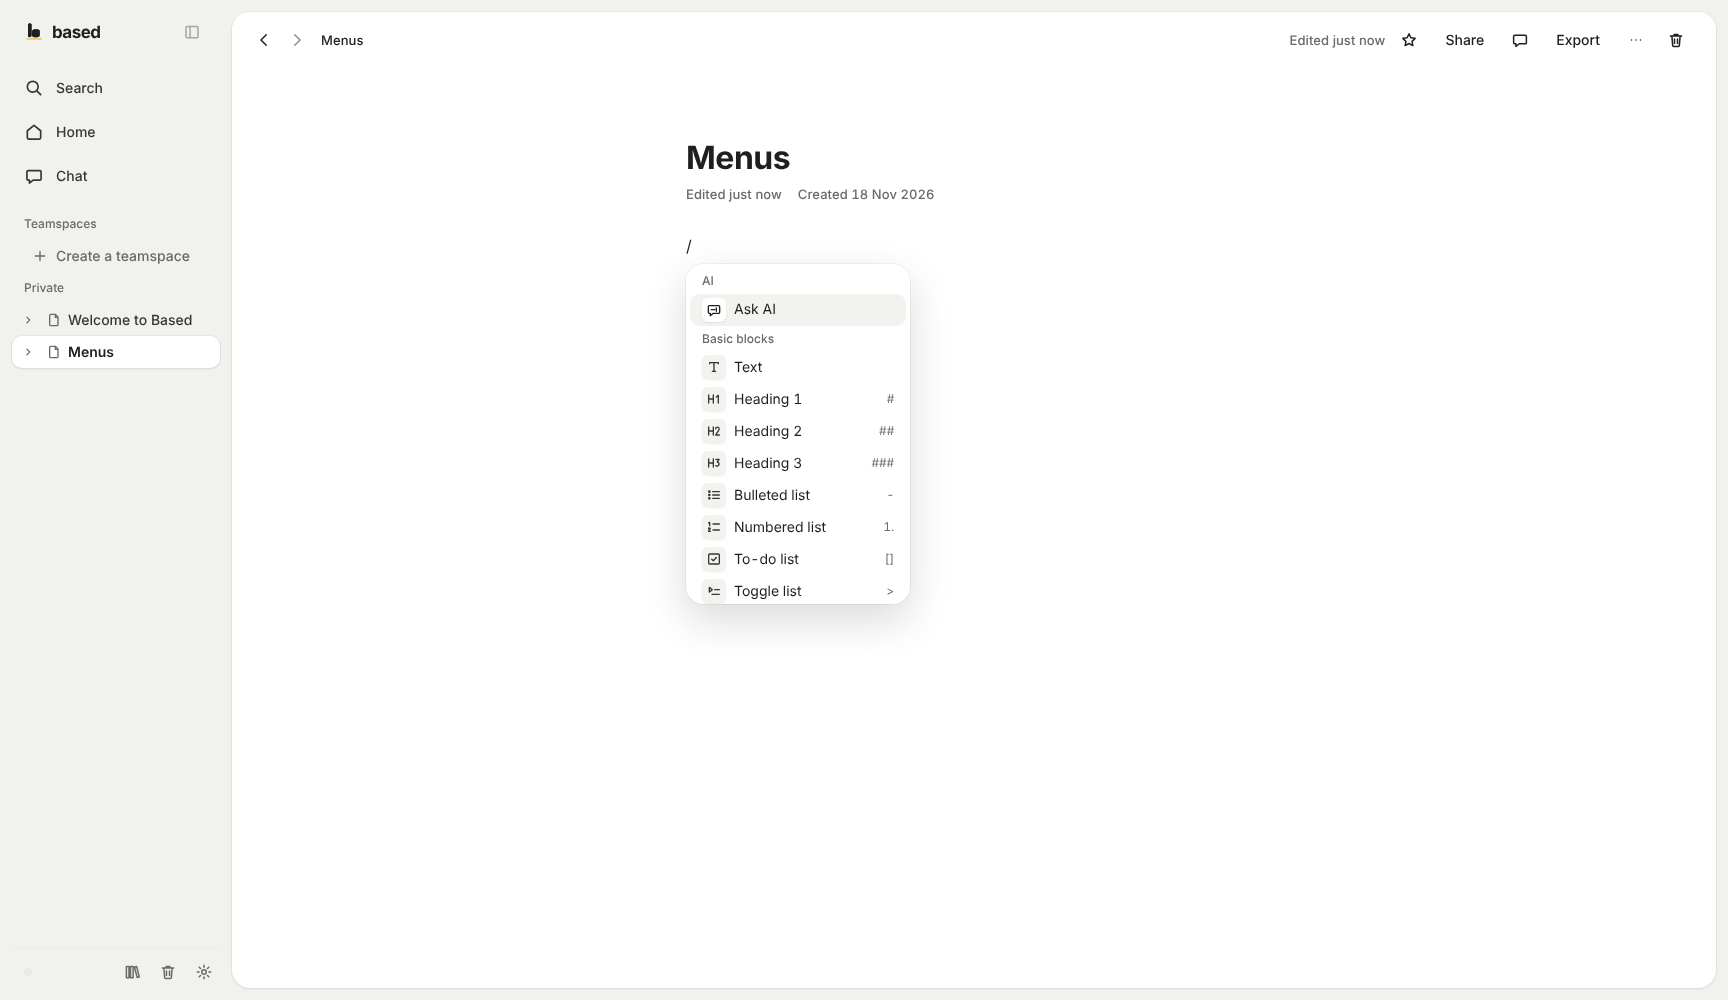 based
Search
Home
Chat
Teamspaces
Create a teamspace
Private
Welcome to Based
Menus
Menus
Edited just now
Share
Export
Menus
Edited just now Created 18 Nov 2026
/
AI
Ask AI
Basic blocks
Text
H1 Heading 1 #
H2 Heading 2 ##
H3 Heading 3 ###
Bulleted list -
Numbered list 1.
To-do list []
Toggle list >